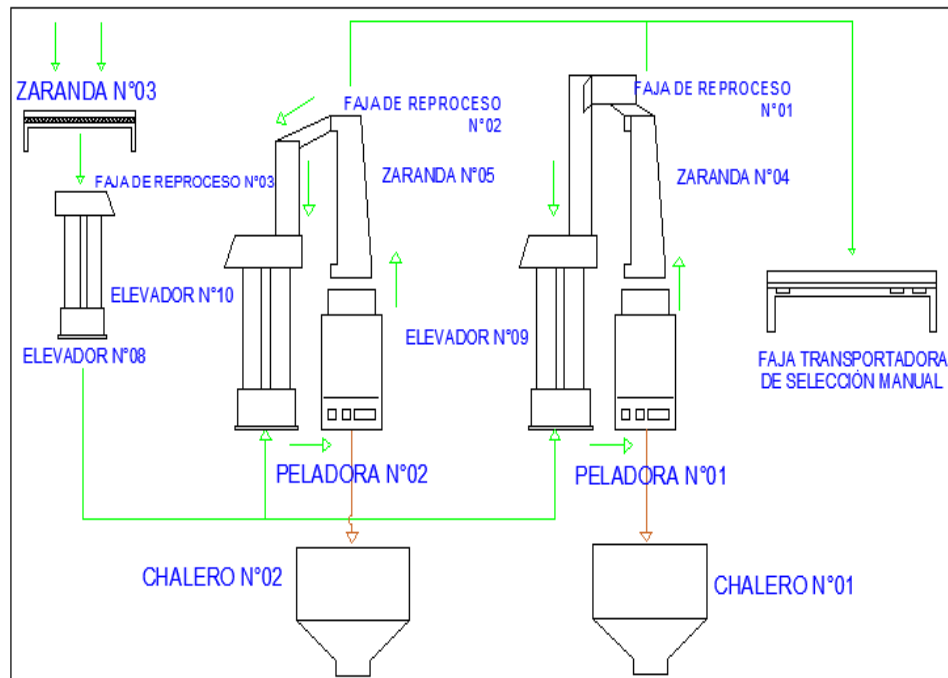 ZARANDA N°03
FAJA DE REPROCESO
N°02
FAJA DE REPROCESO
N°01
FAJA DE REPROCESO N°03
ZARANDA N°05
ZARANDA N°04
ELEVADOR N°10
ELEVADOR N°09
ELEVADOR N°08
FAJA TRANSPORTADORA
DE SELECCIÓN MANUAL
PELADORA N°02
PELADORA N°01
CHALERO N°02
CHALERO N°01